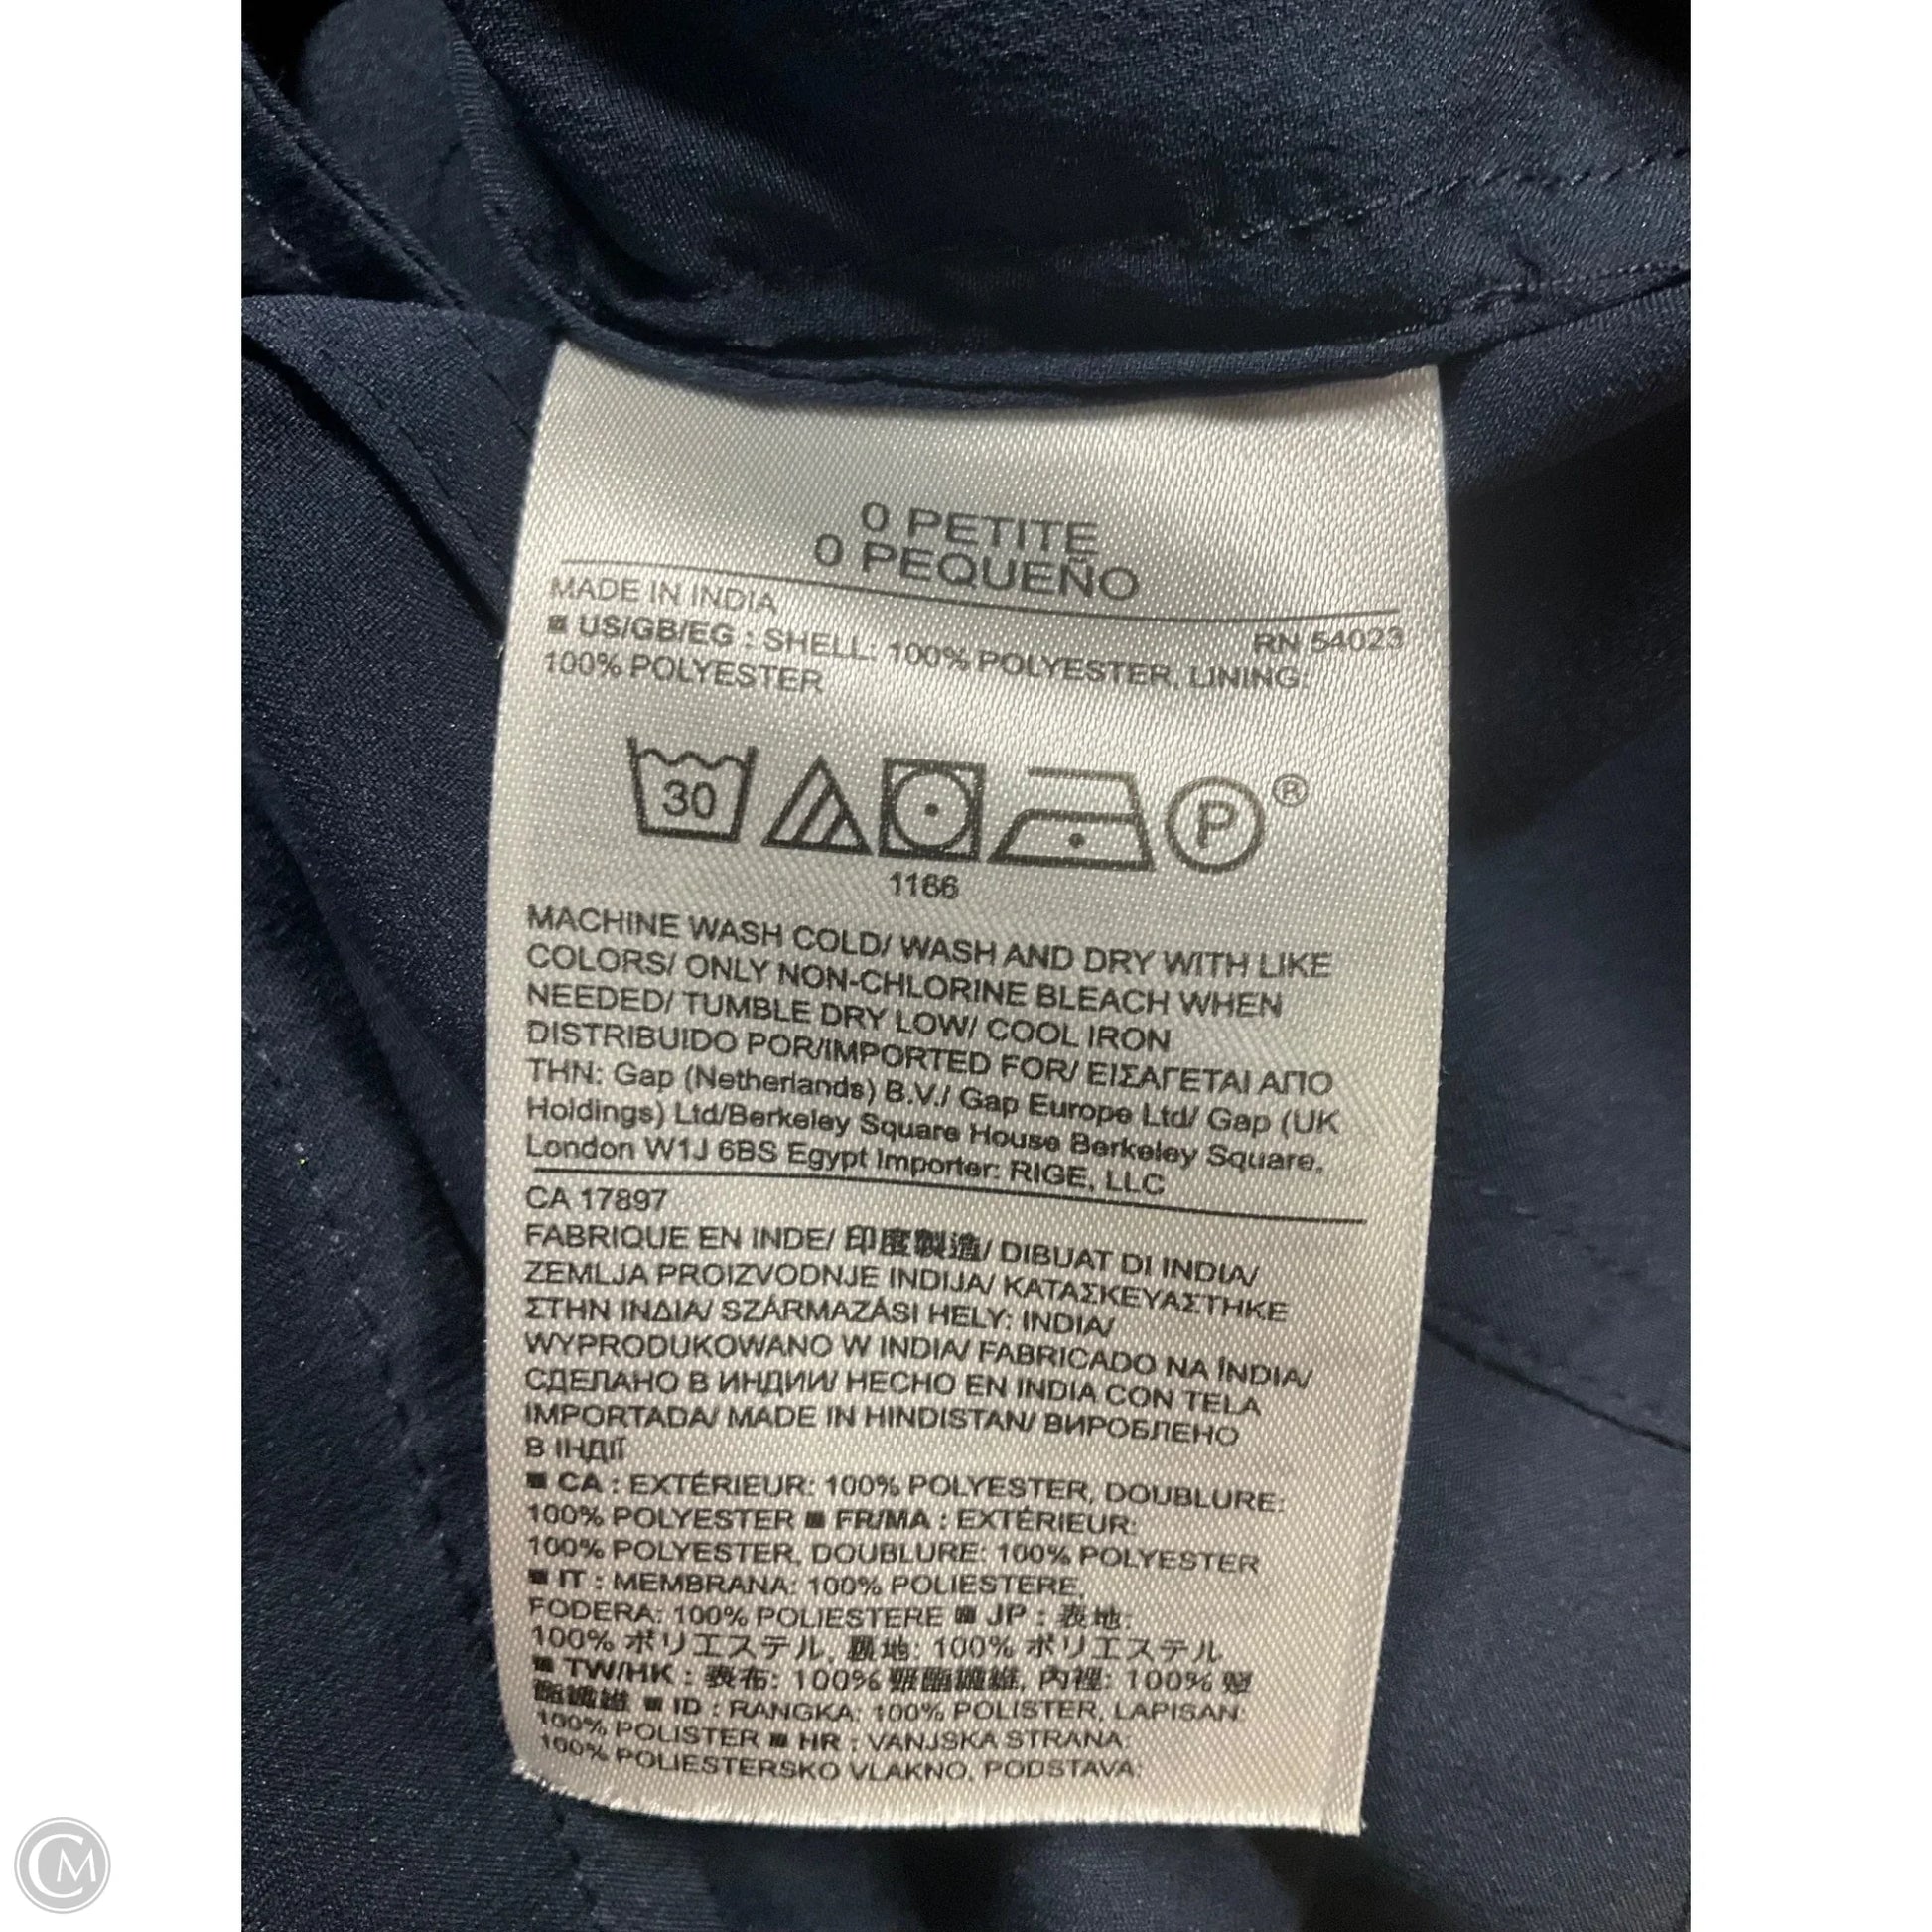 0 PETITE
0 PEQUEÑO
MADE IN INDIA
RN 54023
■ US/GB/EG : SHELL: 100% POLYESTER, LINING:
100% POLYESTER
30
P
®
1166
MACHINE WASH COLD/ WASH AND DRY WITH LIKE
COLORS/ ONLY NON-CHLORINE BLEACH WHEN
NEEDED/ TUMBLE DRY LOW/ COOL IRON
DISTRIBUIDO POR/IMPORTED FOR/ ΕΙΣΑΓΕΤΑΙ ΑΠΟ
ΤΗΝ: Gap (Netherlands) B.V./ Gap Europe Ltd/ Gap (UK
Holdings) Ltd/Berkeley Square House Berkeley Square,
London W1J 6BS Egypt Importer: RIGE, LLC
CA 17897
FABRIQUE EN INDE/ 印度製造/ DIBUAT DI INDIA/
ZEMLJA PROIZVODNJE INDIJA/ ΚΑΤΑΣΚΕΥΑΣΤΗΚΕ
ΣΤΗΝ ΙΝΔΙΑ/ SZÁRMAZÁSI HELY: INDIA/
WYPRODUKOWANO W INDIA/ FABRICADO NA ÍNDIA/
СДЕЛАНО В ИНДИИ/ HECHO EN INDIA CON TELA
IMPORTADA/ MADE IN HINDISTAN/ ВИРОБЛЕНО
В ІНДІЇ
■ CA : EXTÉRIEUR: 100% POLYESTER, DOUBLURE:
100% POLYESTER ■ FR/MA : EXTÉRIEUR:
100% POLYESTER, DOUBLURE: 100% POLYESTER
■ IT : MEMBRANA: 100% POLIESTERE,
FODERA: 100% POLIESTERE ■ JP : 表地:
100% ポリエステル, 裏地: 100% ポリエステル
■ TW/HK : 表布: 100% 聚酯纖維, 內裡: 100% 聚
酯纖維 ■ ID : RANGKA: 100% POLISTER, LAPISAN:
100% POLISTER ■ HR : VANJSKA STRANA:
100% POLIESTERSKO VLAKNO, PODSTAVA:
CM